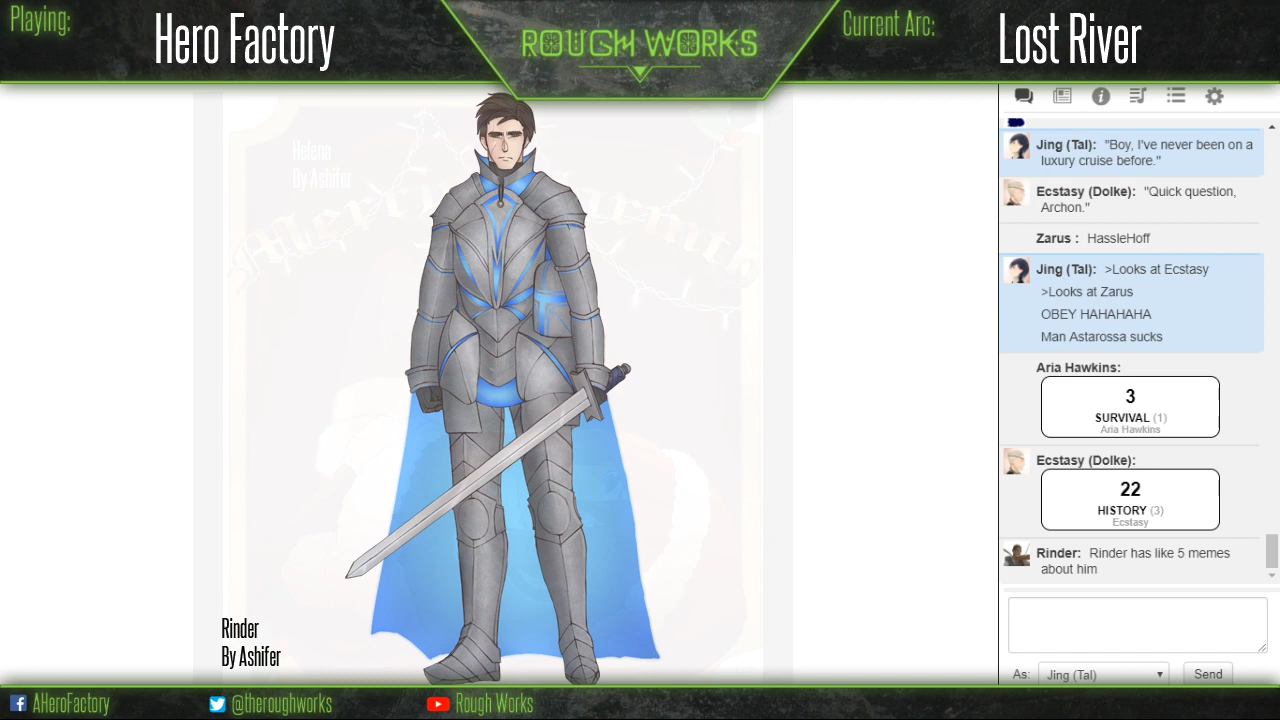 Playing:
Hero Factory
ROUGH WORKS
Current Arc:
Lost River
Helena
By Ashifer
Rinder
By Ashifer
Jing (Tal): "Boy, I've never been on a
luxury cruise before."
Ecstasy (Dolke): "Quick question,
Archon."
Zarus : HassleHoff
Jing (Tal): >Looks at Ecstasy
>Looks at Zarus
OBEY HAHAHAHA
Man Astarossa sucks
Aria Hawkins:
3
SURVIVAL (1)
Aria Hawkins
Ecstasy (Dolke):
22
HISTORY (3)
Ecstasy
Rinder: Rinder has like 5 memes
about him
As: Jing (Tal)
Send
AHeroFactory
@theroughworks
Rough Works